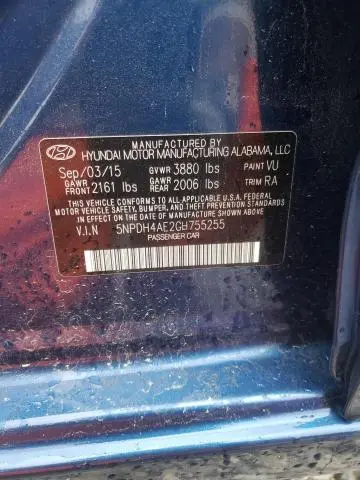 MANUFACTURED BY
HYUNDAI MOTOR MANUFACTURING ALABAMA, LLC
Sep/03/15 GVWR 3880 lbs PAINT VU
GAWR FRONT 2161 lbs GAWR REAR 2006 lbs TRIM RA
THIS VEHICLE CONFORMS TO ALL APPLICABLE U.S.A. FEDERAL
MOTOR VEHICLE SAFETY, BUMPER, AND THEFT PREVENTION STANDARDS
IN EFFECT ON THE DATE OF MANUFACTURE SHOWN ABOVE.
V.I.N 5NPDH4AE2GH755255
PASSENGER CAR